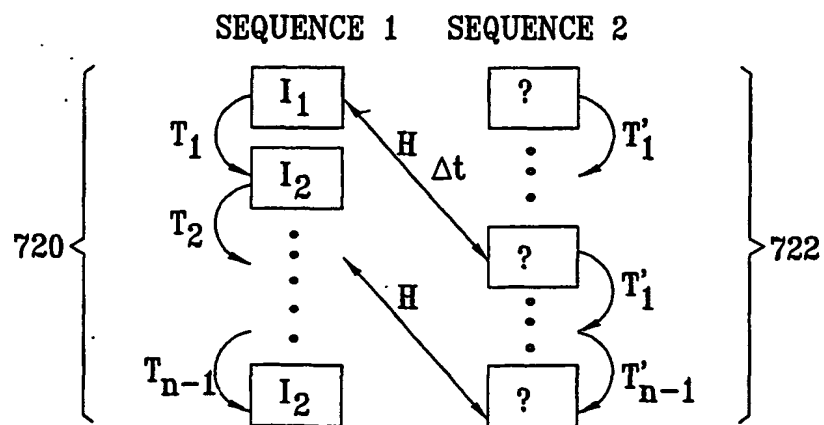 SEQUENCE 1 SEQUENCE 2
I₁ ?
T₁ H T'₁
Δt
I₂
T₂
720 722
?
H T'₁
Tₙ₋₁ T'ₙ₋₁
I₂ ?